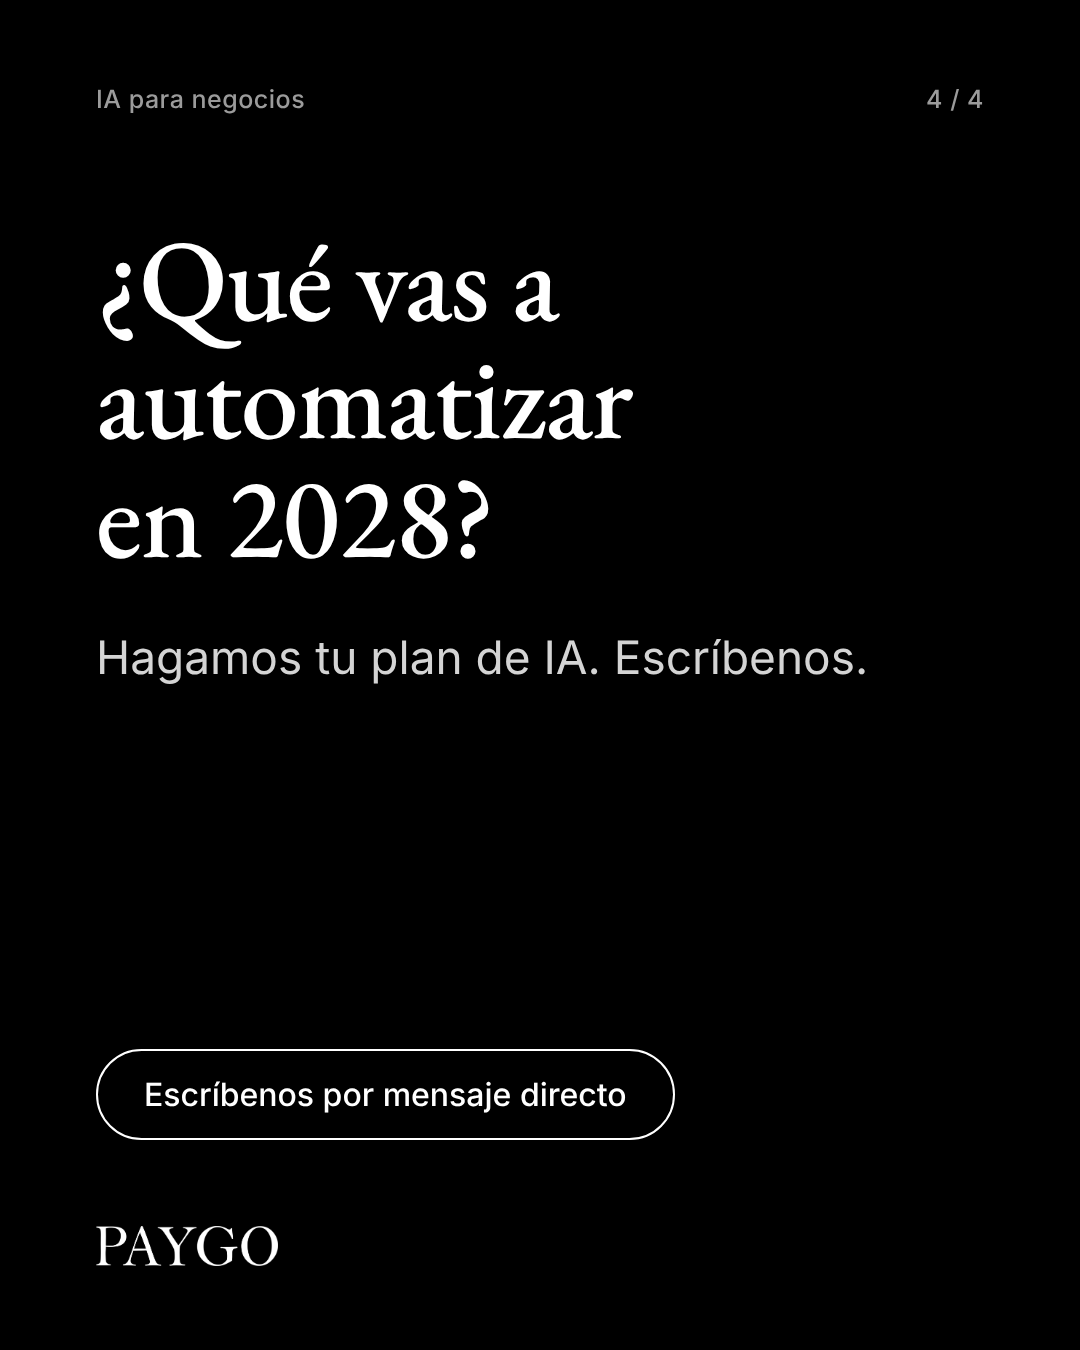 IA para negocios
4 / 4
¿Qué vas a
automatizar
en 2028?
Hagamos tu plan de IA. Escríbenos.
Escríbenos por mensaje directo
PAYGO